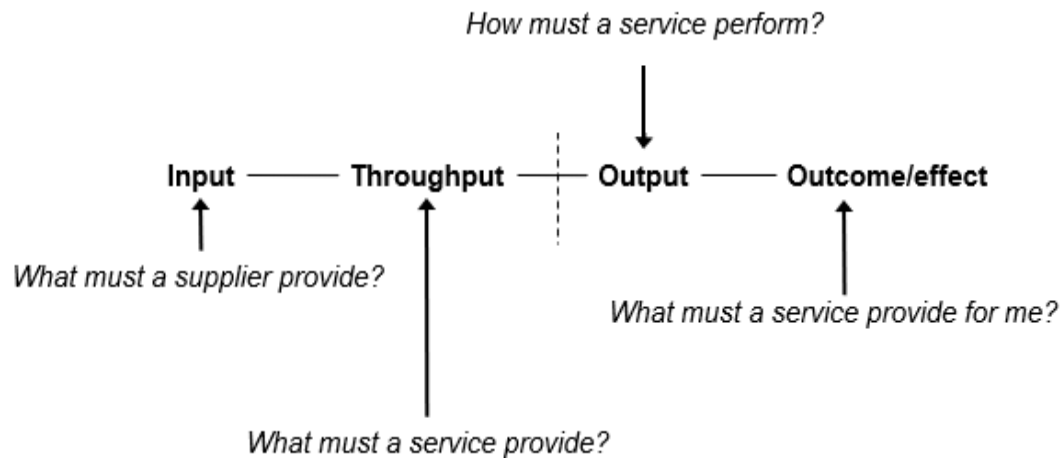 How must a service perform?
Input Throughput Output Outcome/effect
What must a supplier provide?
What must a service provide for me?
What must a service provide?